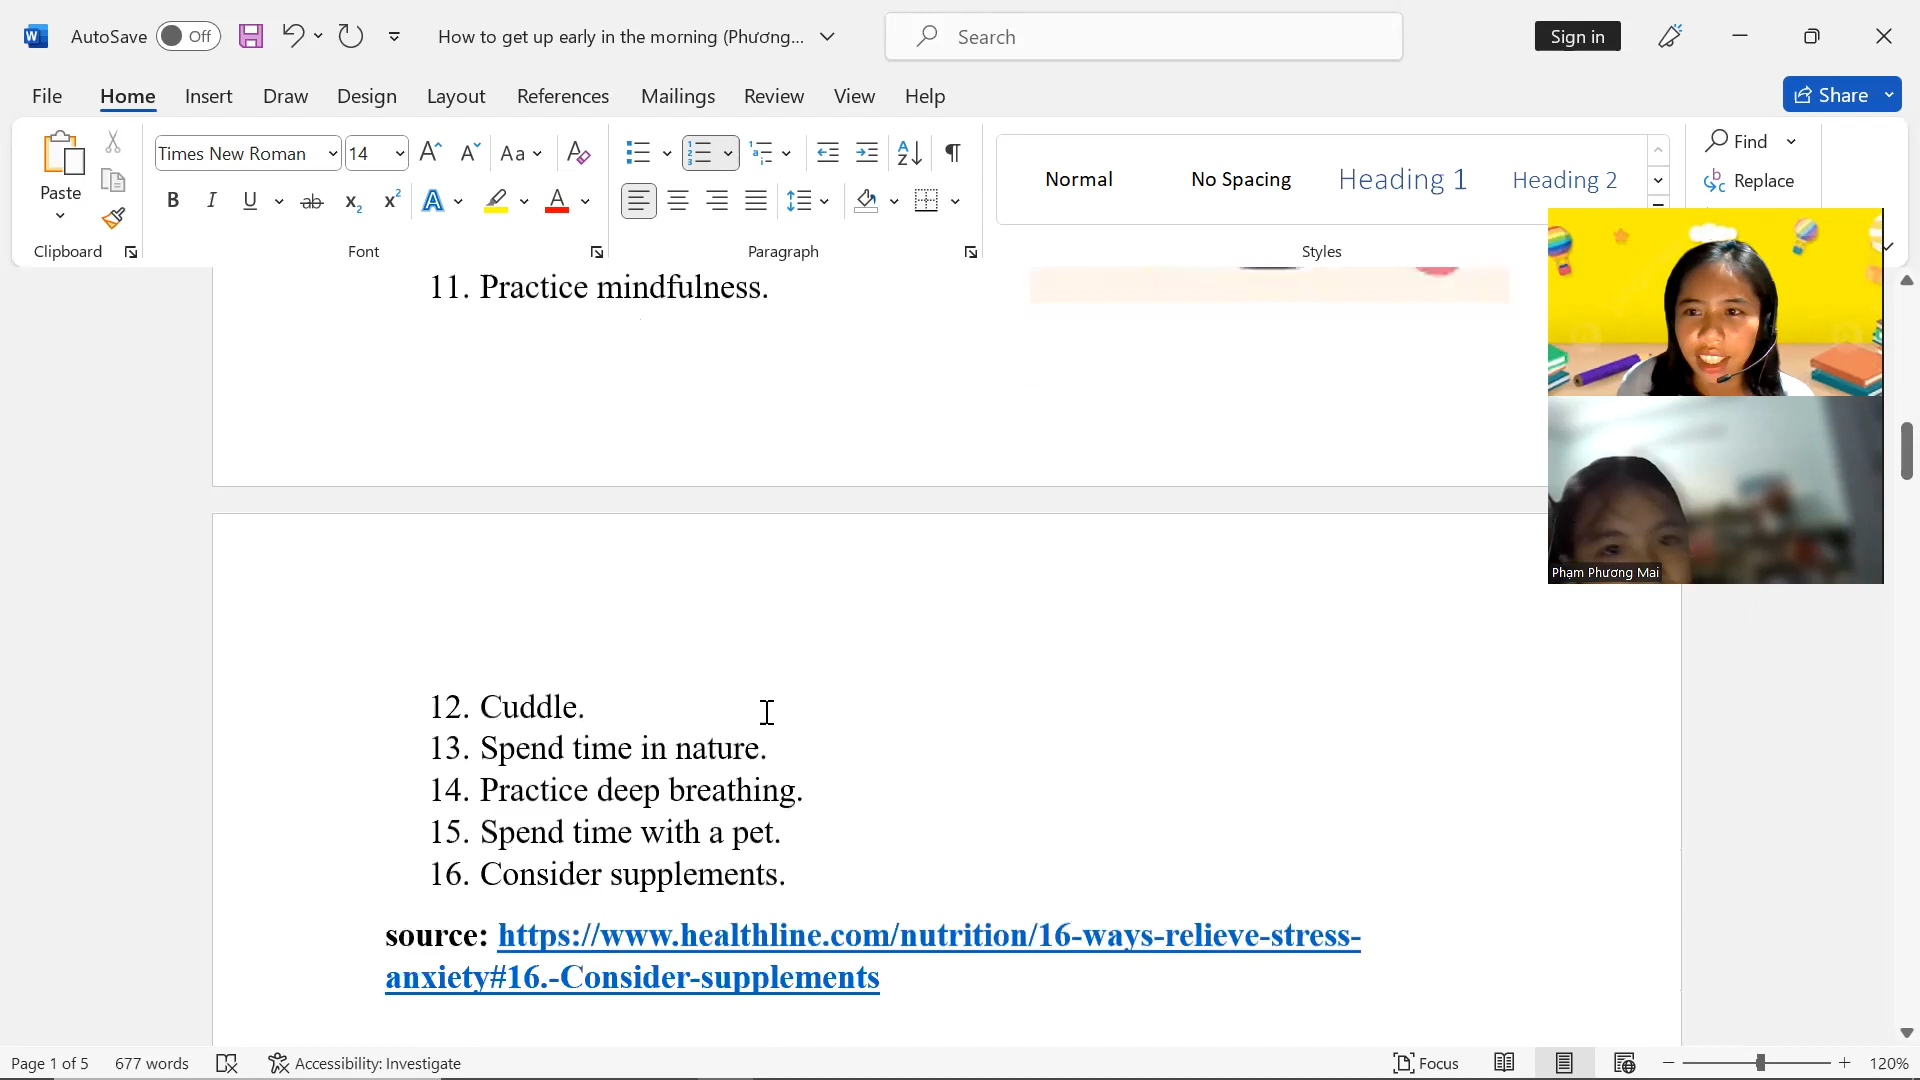 AutoSave Off How to get up early in the morning (Phương... Search Sign in
File Home Insert Draw Design Layout References Mailings Review View Help Share
Paste Times New Roman 14 Aa Normal No Spacing Heading 1 Heading 2 Find
B I U ab Replace
Clipboard Font Paragraph Styles
11. Practice mindfulness.
Phạm Phương Mai
12. Cuddle.
13. Spend time in nature.
14. Practice deep breathing.
15. Spend time with a pet.
16. Consider supplements.
source: https://www.healthline.com/nutrition/16-ways-relieve-stress-
anxiety#16.-Consider-supplements
Page 1 of 5 677 words Accessibility: Investigate Focus 120%